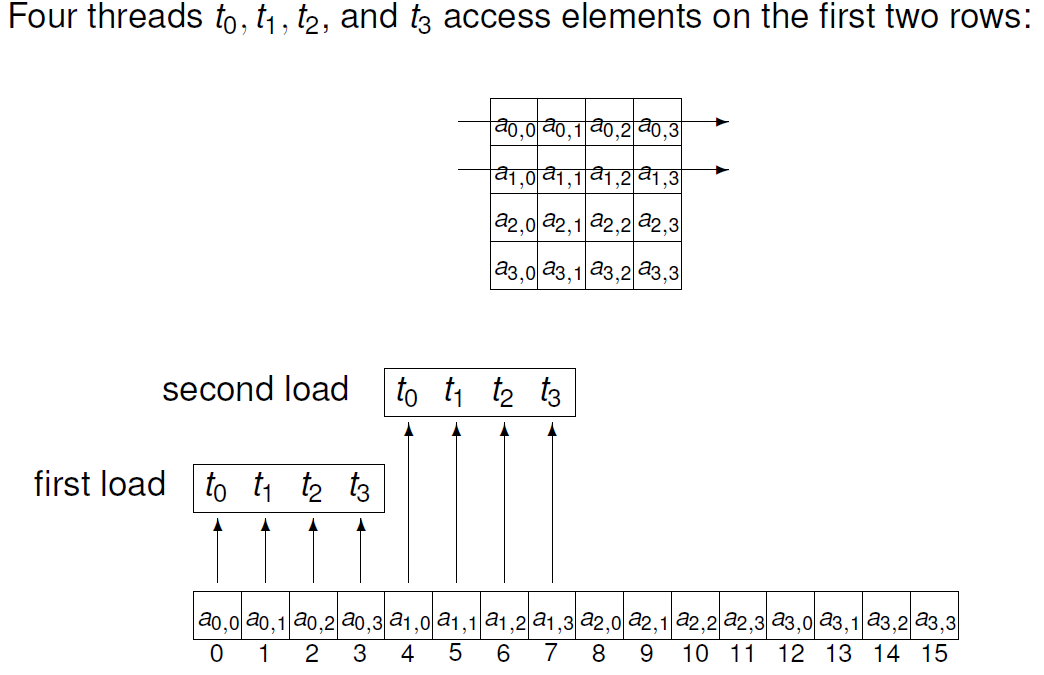 Four threads t0, t1, t2, and t3 access elements on the first two rows:
a0,0 a0,1 a0,2 a0,3
a1,0 a1,1 a1,2 a1,3
a2,0 a2,1 a2,2 a2,3
a3,0 a3,1 a3,2 a3,3
second load t0 t1 t2 t3
first load t0 t1 t2 t3
a0,0 a0,1 a0,2 a0,3 a1,0 a1,1 a1,2 a1,3 a2,0 a2,1 a2,2 a2,3 a3,0 a3,1 a3,2 a3,3
0 1 2 3 4 5 6 7 8 9 10 11 12 13 14 15